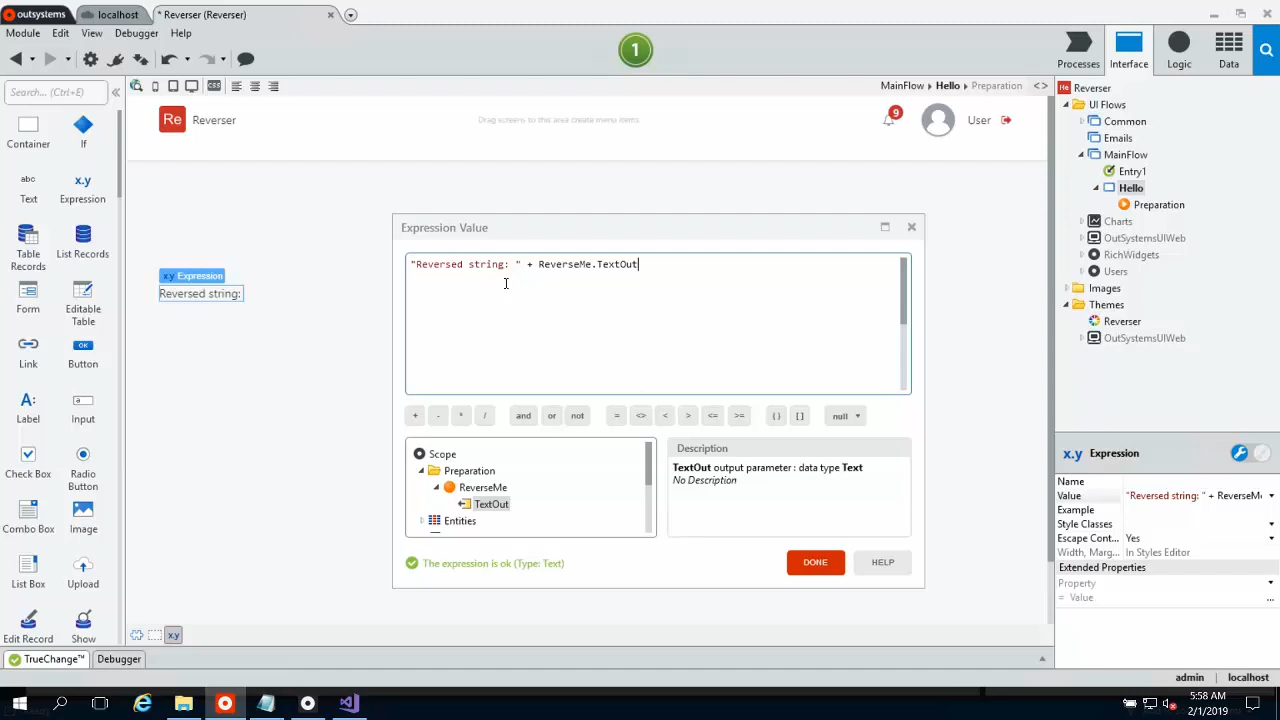 outsystems
localhost
* Reverser (Reverser)
Module
Edit
View
Debugger
Help
1
Processes
Interface
Logic
Data
Search... (Ctrl+E)
CSS
MainFlow
Hello
Preparation
Container
If
abc
Text
x.y
Expression
Table Records
List Records
Form
Editable Table
Link
OK
Button
A:
Label
Input
Check Box
Radio Button
Combo Box
Image
List Box
Upload
Edit Record
Show
Re
Reverser
Drag screens to this area create menu items
9
User
x.y Expression
Reversed string:
Expression Value
"Reversed string: " + ReverseMe.TextOut
+
-
*
/
and
or
not
=
<>
<
>
<=
>=
( )
[ ]
null
Scope
Preparation
ReverseMe
TextOut
Entities
Description
TextOut output parameter : data type Text
No Description
The expression is ok (Type: Text)
DONE
HELP
x.y
Re Reverser
UI Flows
Common
Emails
MainFlow
Entry1
Hello
Preparation
Charts
OutSystemsUIWeb
RichWidgets
Users
Images
Themes
Reverser
OutSystemsUIWeb
x.y Expression
Name
Value "Reversed string: " + ReverseMe
Example
Style Classes
Escape Cont... Yes
Width, Marg... In Styles Editor
Extended Properties
Property
= Value ...
TrueChange™
Debugger
admin
localhost
5:58 AM
2/1/2019